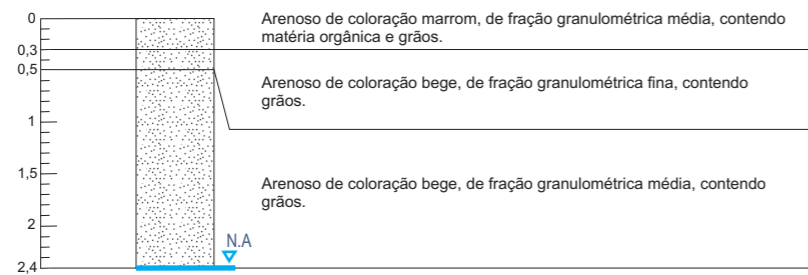 0
Arenoso de coloração marrom, de fração granulométrica média, contendo
matéria orgânica e grãos.
0,3
0,5
Arenoso de coloração bege, de fração granulométrica fina, contendo
grãos.
1
1,5
Arenoso de coloração bege, de fração granulométrica média, contendo
grãos.
2
N.A
2,4